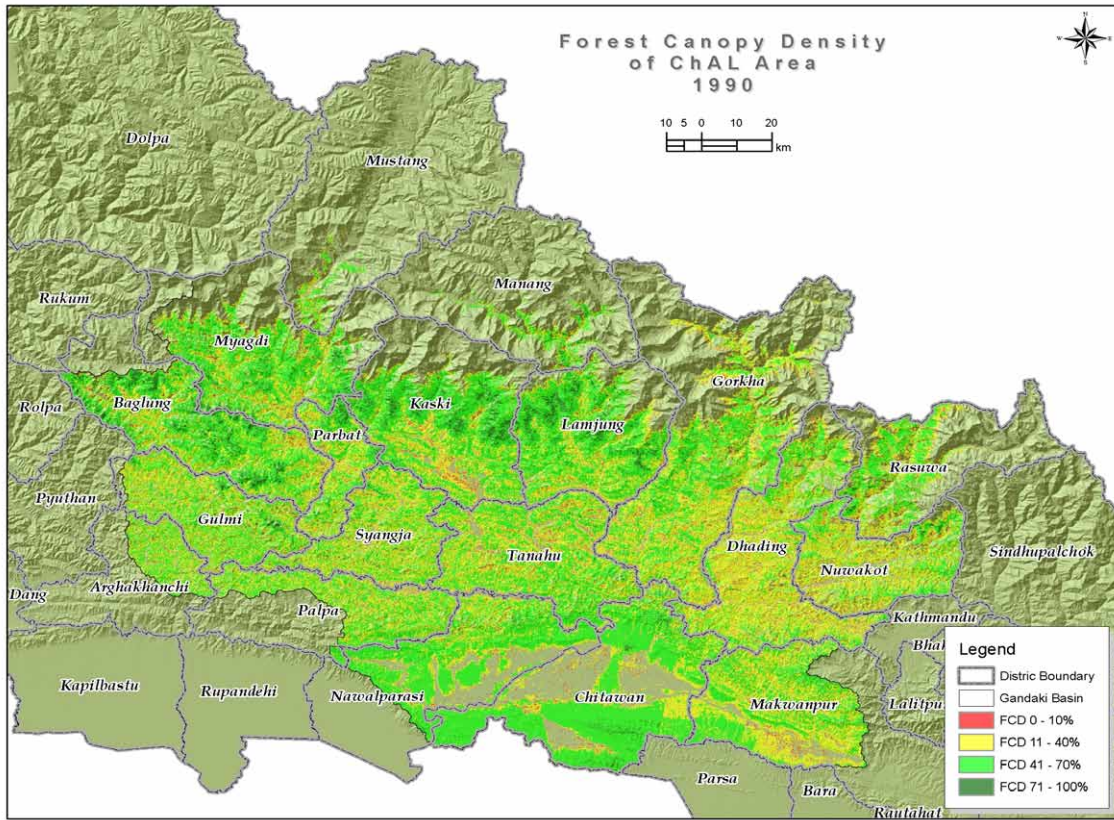 Forest Canopy Density
of ChAL Area
1990
N
W
E
S
10 5 0 10 20
km
Dolpa
Mustang
Manang
Rukum
Myagdi
Gorkha
Baglung
Kaski
Lamjung
Rolpa
Parbat
Rasuwa
Pyuthan
Gulmi
Syangja
Tanahu
Dhading
Nuwakot
Sindhupalchok
Arghakhanchi
Dang
Palpa
Kathmandu
Kapilbastu
Rupandehi
Nawalparasi
Chitawan
Makwanpur
Bhak
Lalitpu
Parsa
Bara
Rautahat
Legend
Distric Boundary
Gandaki Basin
FCD 0 - 10%
FCD 11 - 40%
FCD 41 - 70%
FCD 71 - 100%